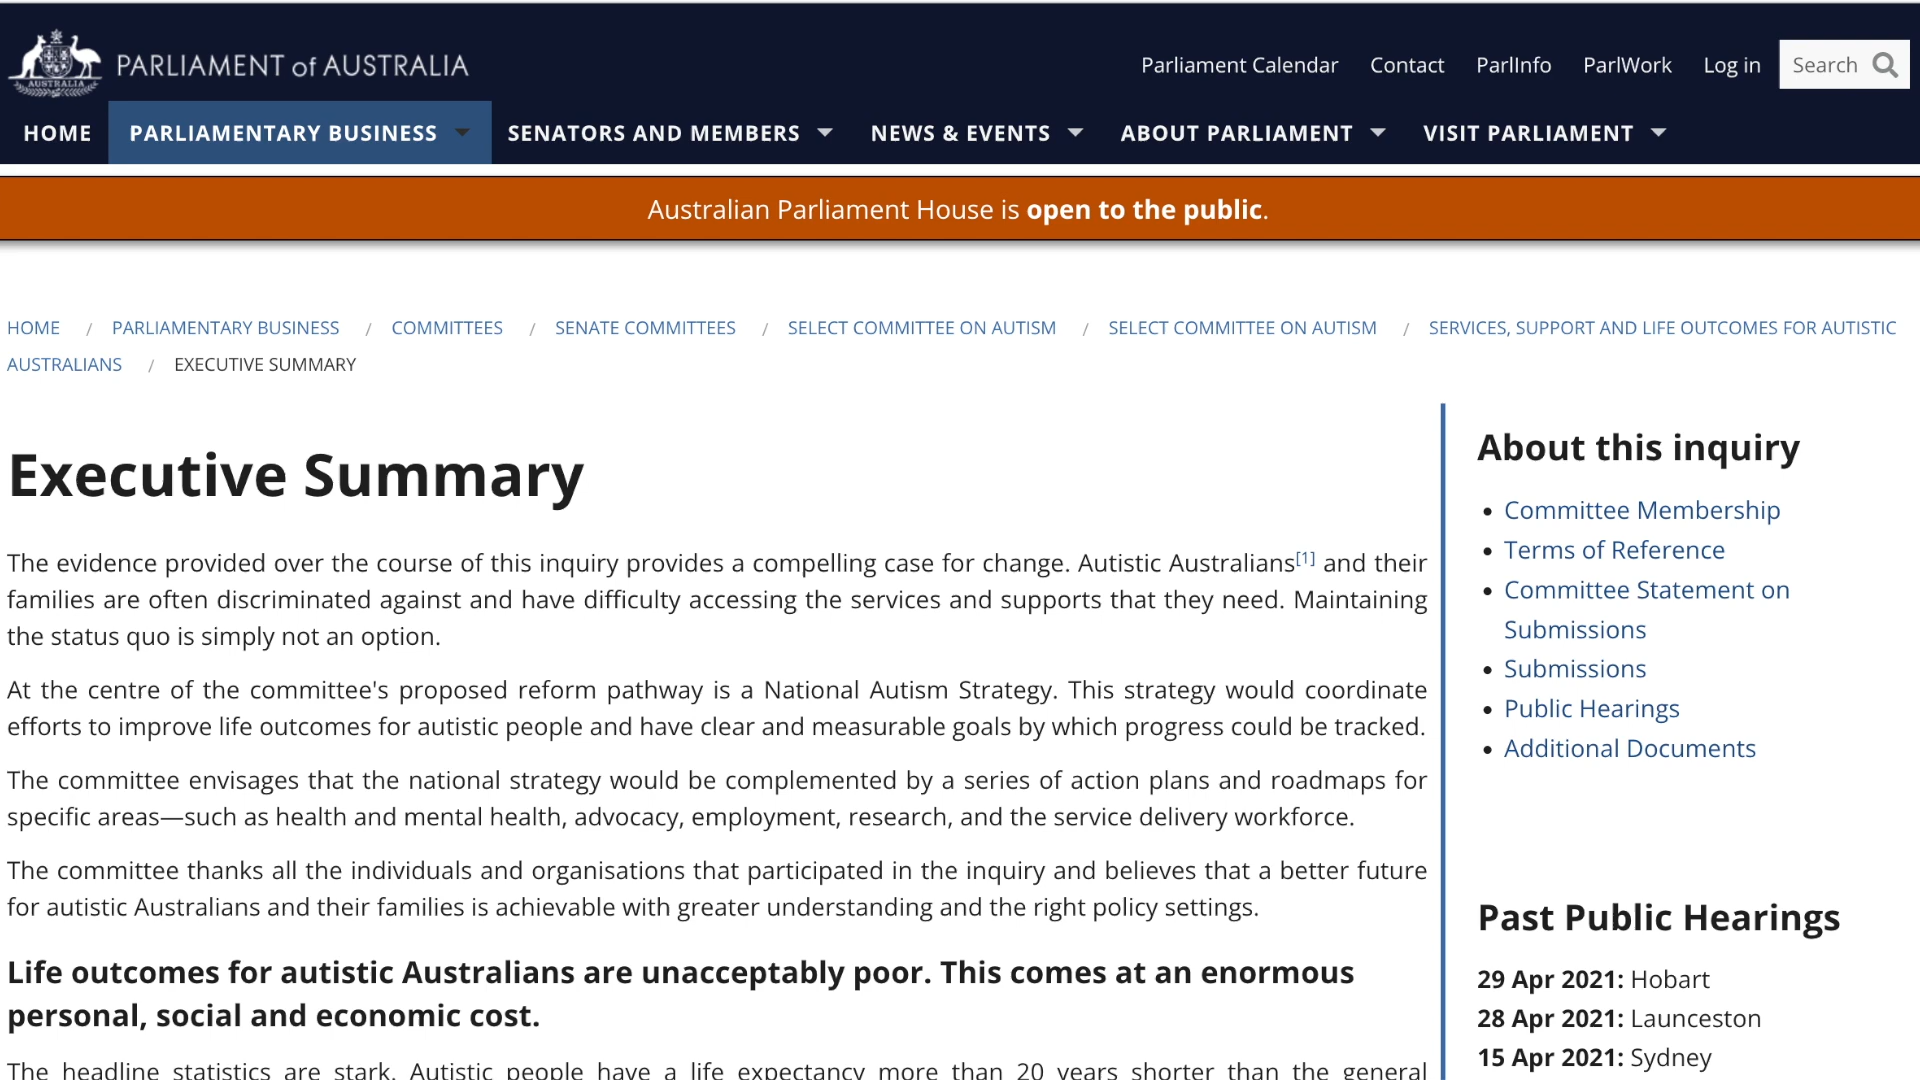 AUSTRALIA
PARLIAMENT of AUSTRALIA
Parliament Calendar Contact ParlInfo ParlWork Log in Search
HOME PARLIAMENTARY BUSINESS SENATORS AND MEMBERS NEWS & EVENTS ABOUT PARLIAMENT VISIT PARLIAMENT
Australian Parliament House is open to the public.
HOME / PARLIAMENTARY BUSINESS / COMMITTEES / SENATE COMMITTEES / SELECT COMMITTEE ON AUTISM / SELECT COMMITTEE ON AUTISM / SERVICES, SUPPORT AND LIFE OUTCOMES FOR AUTISTIC
AUSTRALIANS / EXECUTIVE SUMMARY
Executive Summary
The evidence provided over the course of this inquiry provides a compelling case for change. Autistic Australians[1] and their
families are often discriminated against and have difficulty accessing the services and supports that they need. Maintaining
the status quo is simply not an option.
At the centre of the committee's proposed reform pathway is a National Autism Strategy. This strategy would coordinate
efforts to improve life outcomes for autistic people and have clear and measurable goals by which progress could be tracked.
The committee envisages that the national strategy would be complemented by a series of action plans and roadmaps for
specific areas—such as health and mental health, advocacy, employment, research, and the service delivery workforce.
The committee thanks all the individuals and organisations that participated in the inquiry and believes that a better future
for autistic Australians and their families is achievable with greater understanding and the right policy settings.
Life outcomes for autistic Australians are unacceptably poor. This comes at an enormous
personal, social and economic cost.
The headline statistics are stark. Autistic people have a life expectancy more than 20 years shorter than the general
About this inquiry
• Committee Membership
• Terms of Reference
• Committee Statement on
Submissions
• Submissions
• Public Hearings
• Additional Documents
Past Public Hearings
29 Apr 2021: Hobart
28 Apr 2021: Launceston
15 Apr 2021: Sydney